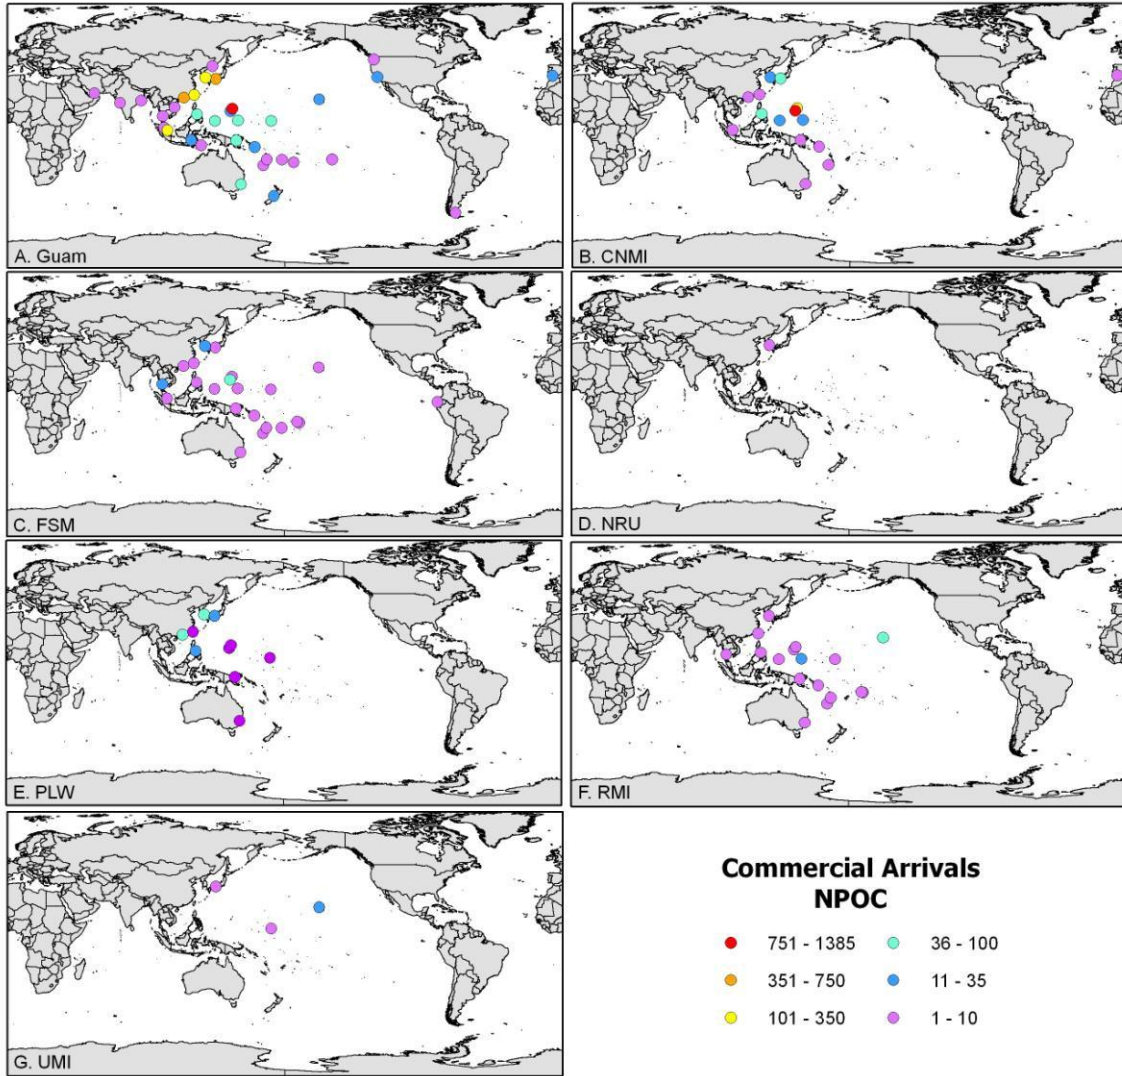 A. Guam
B. CNMI
C. FSM
D. NRU
E. PLW
F. RMI
G. UMI
Commercial Arrivals
NPOC
751 - 1385
36 - 100
351 - 750
11 - 35
101 - 350
1 - 10